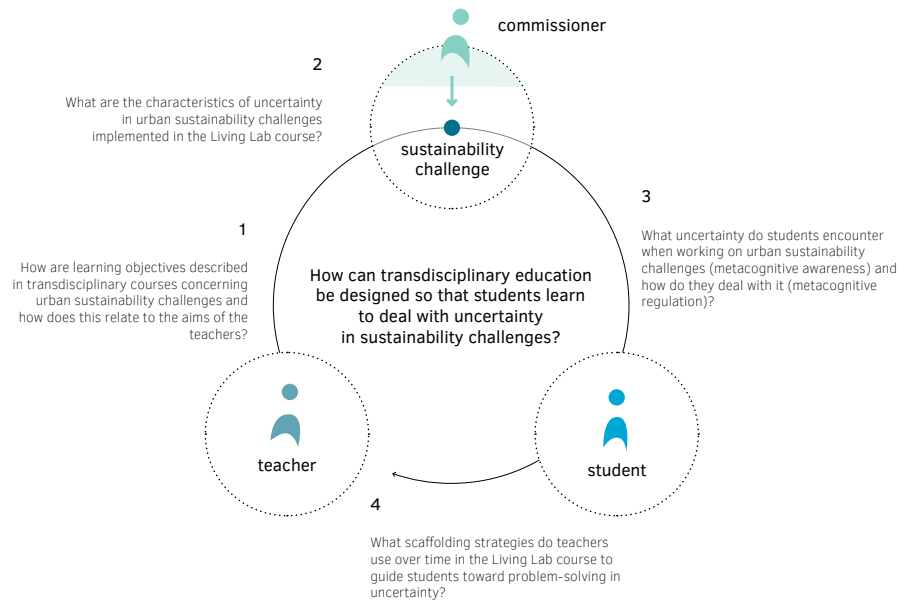 commissioner
2
What are the characteristics of uncertainty
in urban sustainability challenges
implemented in the Living Lab course?
sustainability
challenge
3
What uncertainty do students encounter
when working on urban sustainability
challenges (metacognitive awareness) and
how do they deal with it (metacognitive
regulation)?
1
How are learning objectives described
in transdisciplinary courses concerning
urban sustainability challenges and
how does this relate to the aims of the
teachers?
How can transdisciplinary education
be designed so that students learn
to deal with uncertainty
in sustainability challenges?
teacher
student
4
What scaffolding strategies do teachers
use over time in the Living Lab course to
guide students toward problem-solving in
uncertainty?